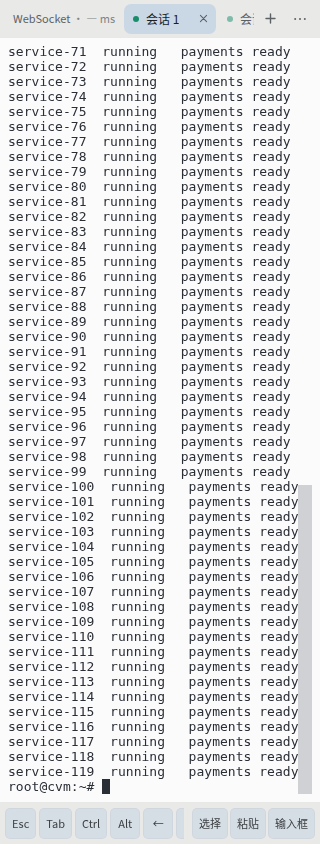 WebSocket · — ms 会话 1 × 会 + ···
service-71  running   payments ready
service-72  running   payments ready
service-73  running   payments ready
service-74  running   payments ready
service-75  running   payments ready
service-76  running   payments ready
service-77  running   payments ready
service-78  running   payments ready
service-79  running   payments ready
service-80  running   payments ready
service-81  running   payments ready
service-82  running   payments ready
service-83  running   payments ready
service-84  running   payments ready
service-85  running   payments ready
service-86  running   payments ready
service-87  running   payments ready
service-88  running   payments ready
service-89  running   payments ready
service-90  running   payments ready
service-91  running   payments ready
service-92  running   payments ready
service-93  running   payments ready
service-94  running   payments ready
service-95  running   payments ready
service-96  running   payments ready
service-97  running   payments ready
service-98  running   payments ready
service-99  running   payments ready
service-100  running   payments ready
service-101  running   payments ready
service-102  running   payments ready
service-103  running   payments ready
service-104  running   payments ready
service-105  running   payments ready
service-106  running   payments ready
service-107  running   payments ready
service-108  running   payments ready
service-109  running   payments ready
service-110  running   payments ready
service-111  running   payments ready
service-112  running   payments ready
service-113  running   payments ready
service-114  running   payments ready
service-115  running   payments ready
service-116  running   payments ready
service-117  running   payments ready
service-118  running   payments ready
service-119  running   payments ready
root@cvm:~#
Esc Tab Ctrl Alt ← 选择 粘贴 输入框